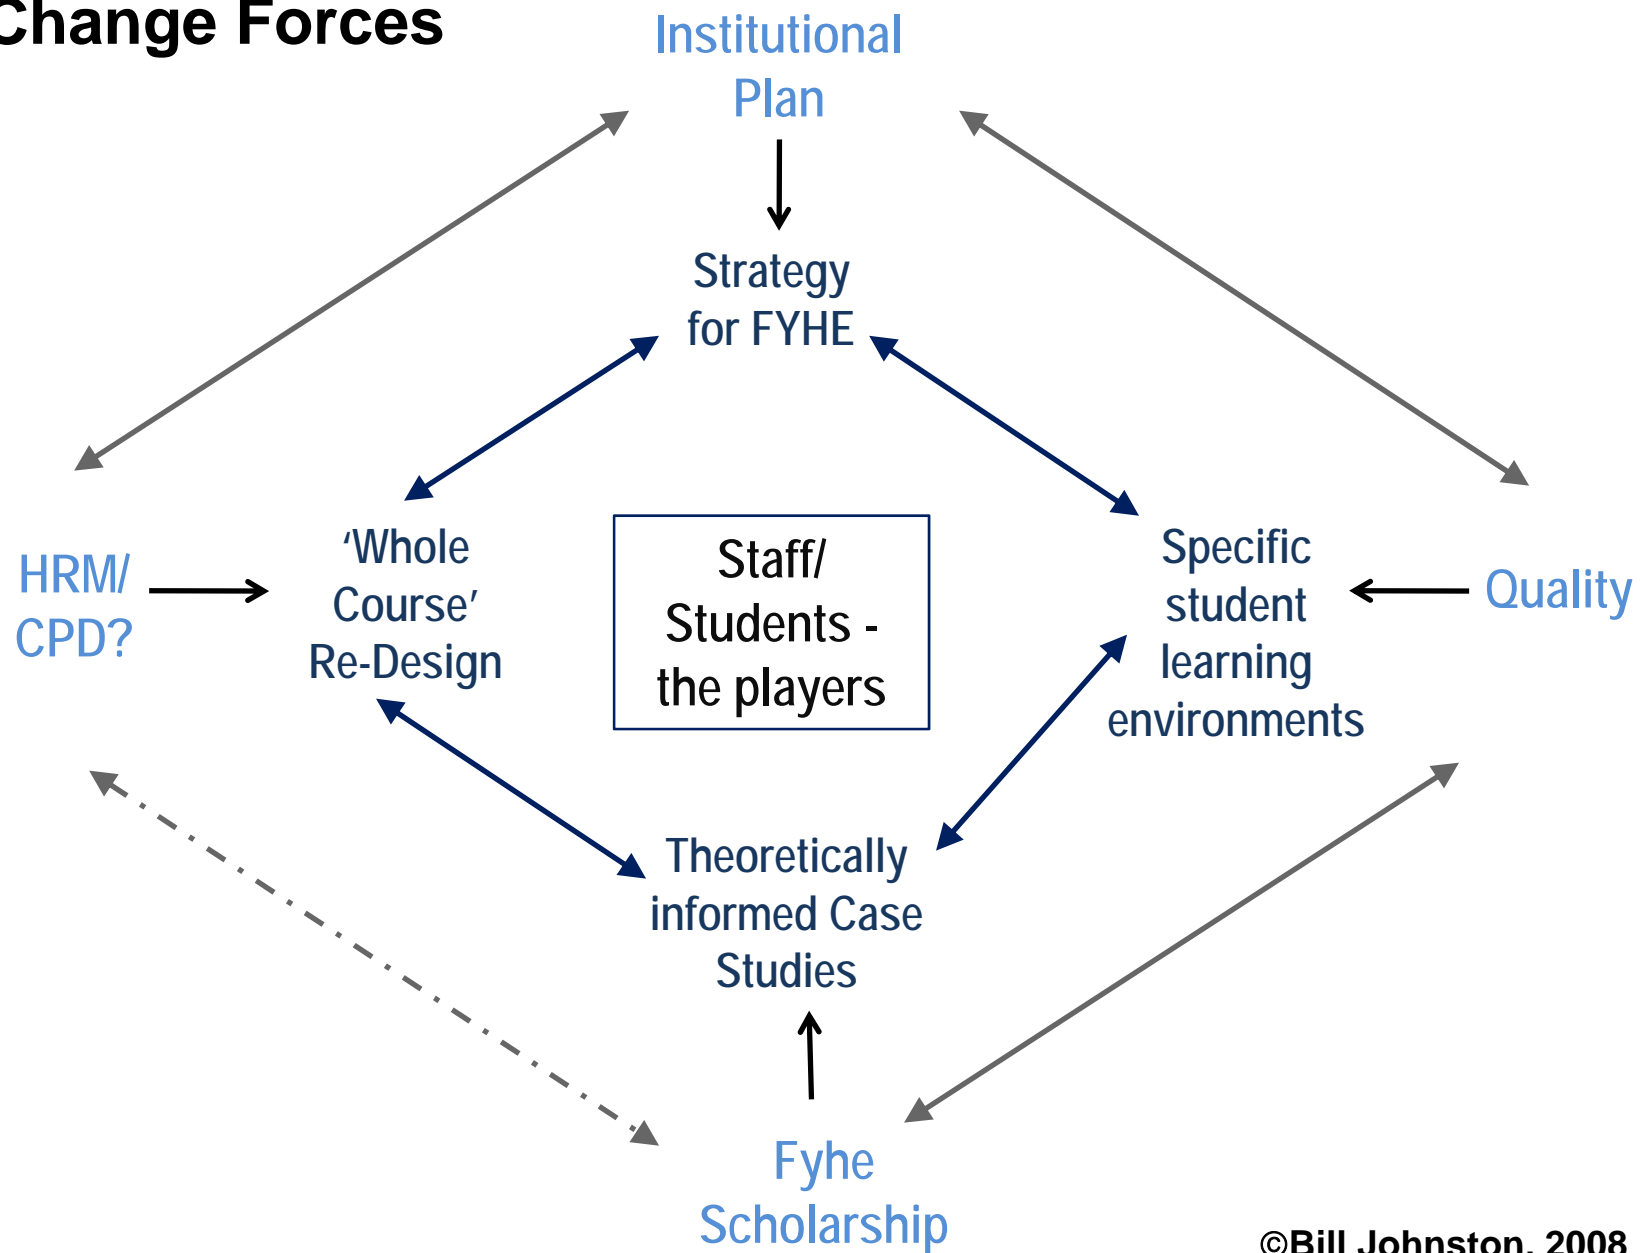 Change Forces
Institutional
Plan
Strategy
for FYHE
HRM/
CPD?
‘Whole
Course’
Re-Design
Staff/
Students -
the players
Specific
student
learning
environments
Quality
Theoretically
informed Case
Studies
Fyhe
Scholarship
©Bill Johnston, 2008